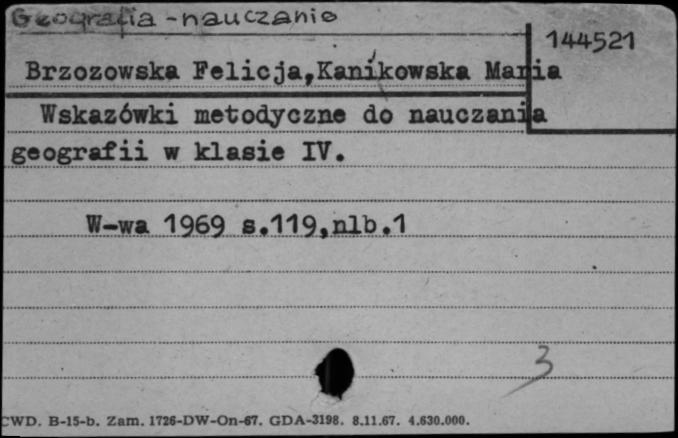 Geografia - nauczanie
144521
Brzozowska Felicja, Kanikowska Maria
Wskazówki metodyczne do nauczania
geografii w klasie IV.
W-wa 1969 s.119,nlb.1
3
CWD. B-15-b. Zam. 1726-DW-On-67. GDA-3198. 8.11.67. 4.630.000.